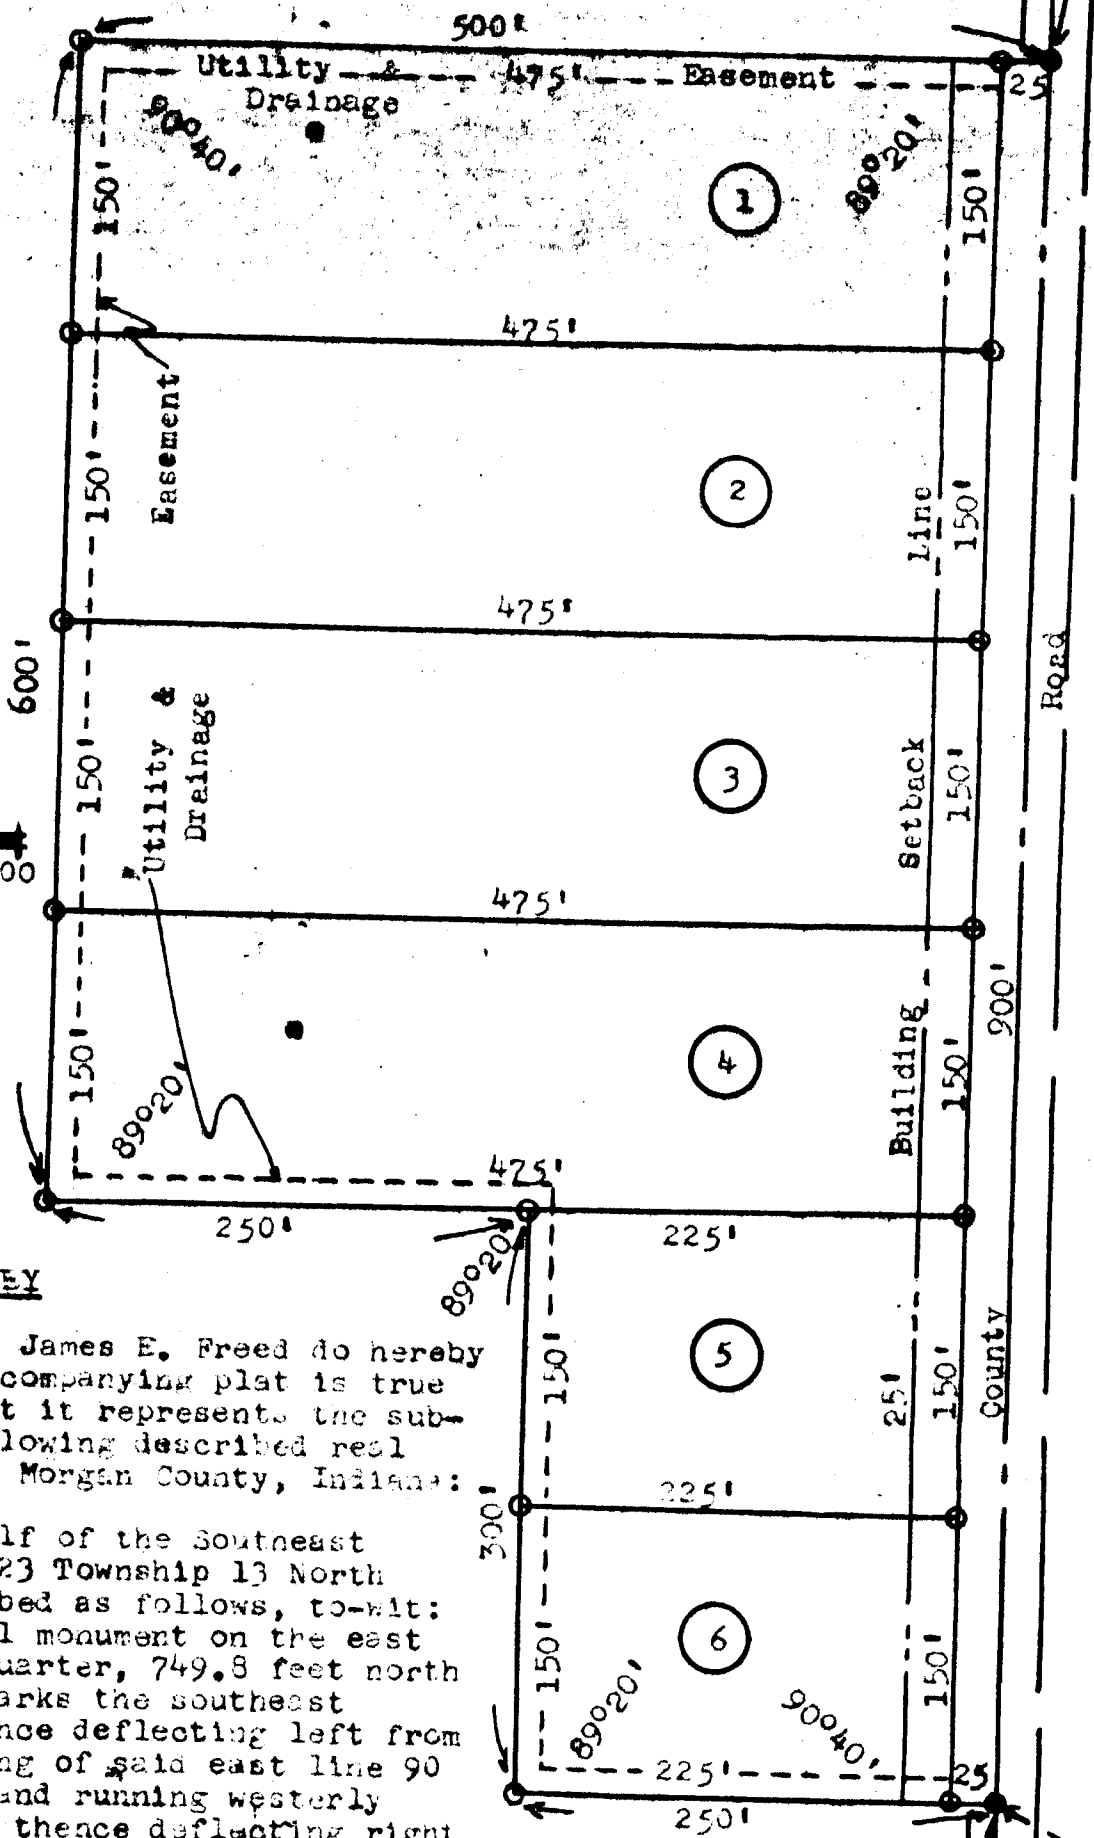 500'
Utility & 475' Easement
Drainage
25
90°40'
89°20'
150'
1
150'
475'
Easement
150'
2
Line
150'
475'
600'
Utility &
Drainage
150'
3
Setback
150'
Road
00
475'
900'
150'
89°20'
4
Building
150'
475'
250'
225'
89°20'
EY
James E. Freed do hereby
companying plat is true
t it represents the sub-
lowing described real
Morgan County, Indiana:
5
150'
25'
150'
County
225'
300'
lf of the Southeast
23 Township 13 North
bed as follows, to-wit:
l monument on the east
uarter, 749.8 feet north
arks the southeast
nce deflecting left from
ng of said east line 90
and running westerly
thence deflecting right
6
150'
150'
89°20'
90°40'
225'
25
250'